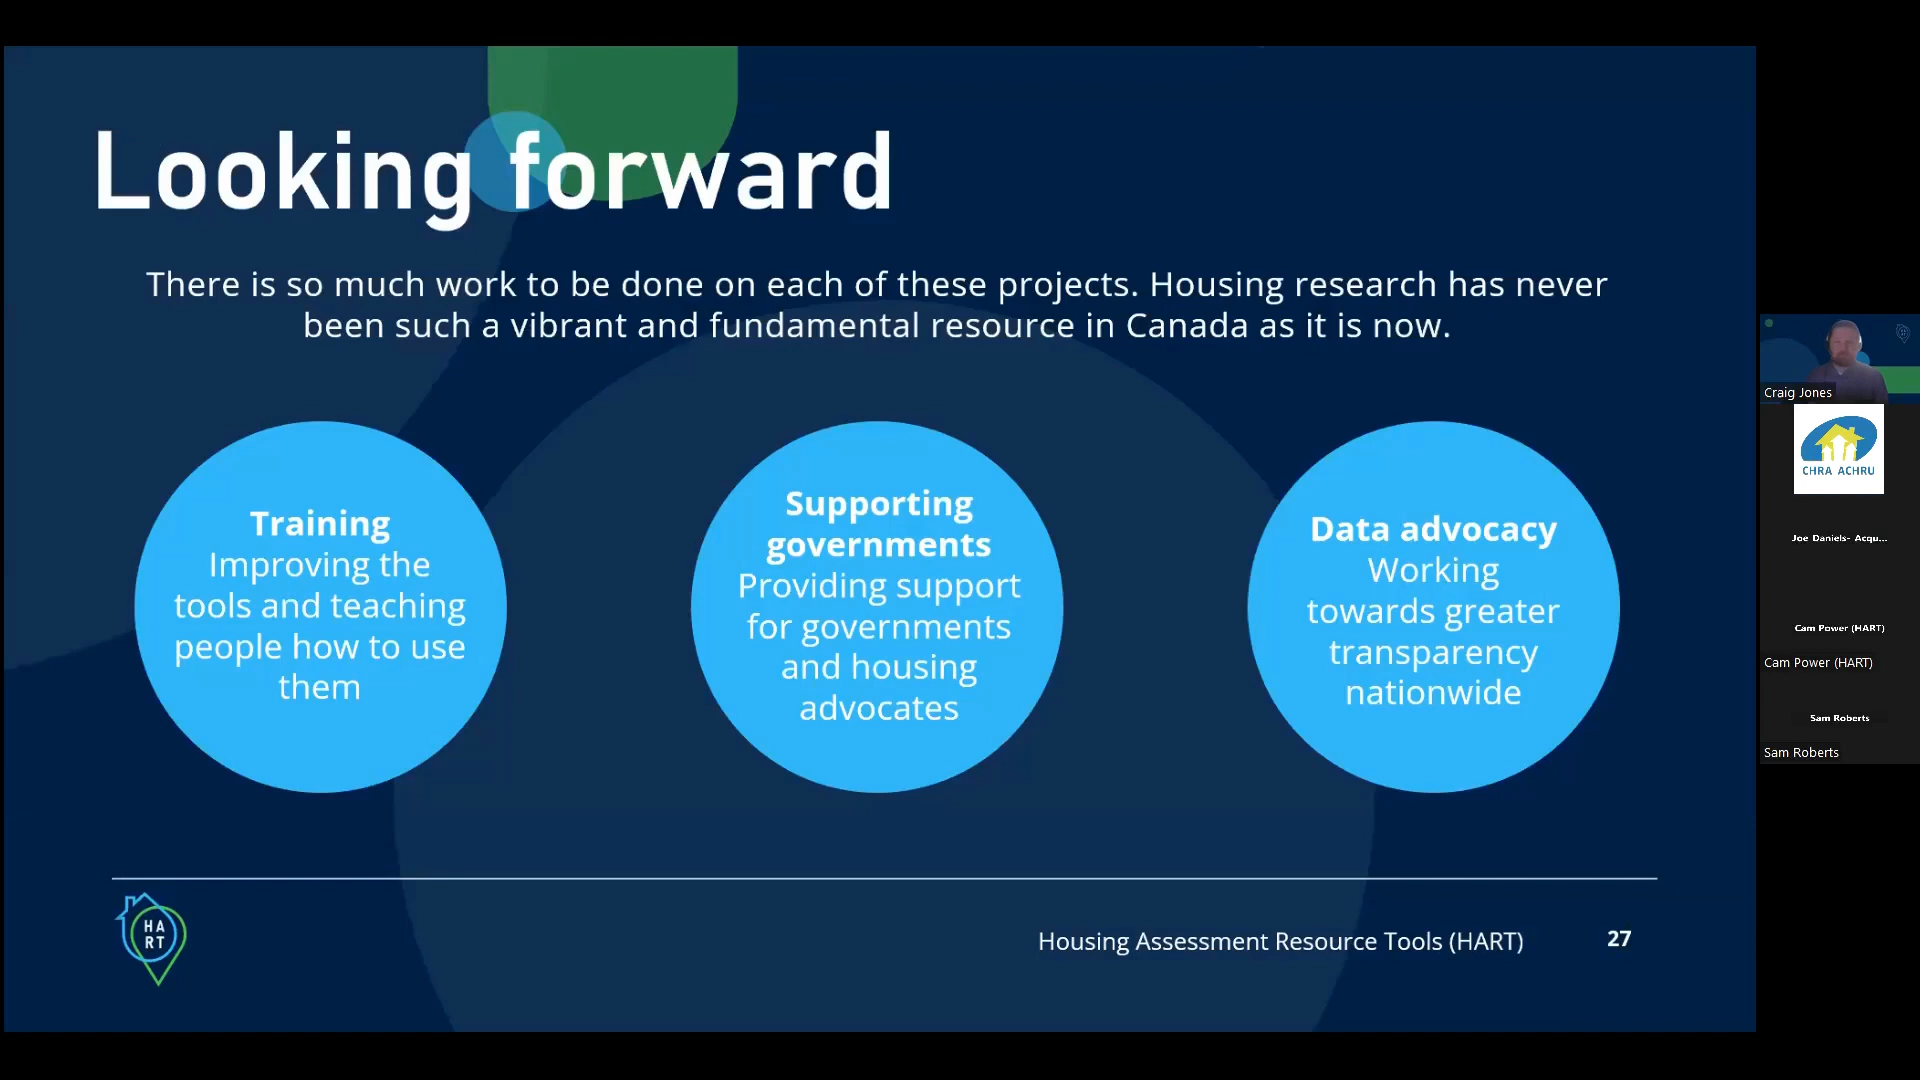 Looking forward
There is so much work to be done on each of these projects. Housing research has never
been such a vibrant and fundamental resource in Canada as it is now.
Training
Improving the
tools and teaching
people how to use
them
Supporting
governments
Providing support
for governments
and housing
advocates
Data advocacy
Working
towards greater
transparency
nationwide
HA
RT
Housing Assessment Resource Tools (HART)
27
Craig Jones
CHRA ACHRU
Joe Daniels- Acqu...
Cam Power (HART)
Cam Power (HART)
Sam Roberts
Sam Roberts